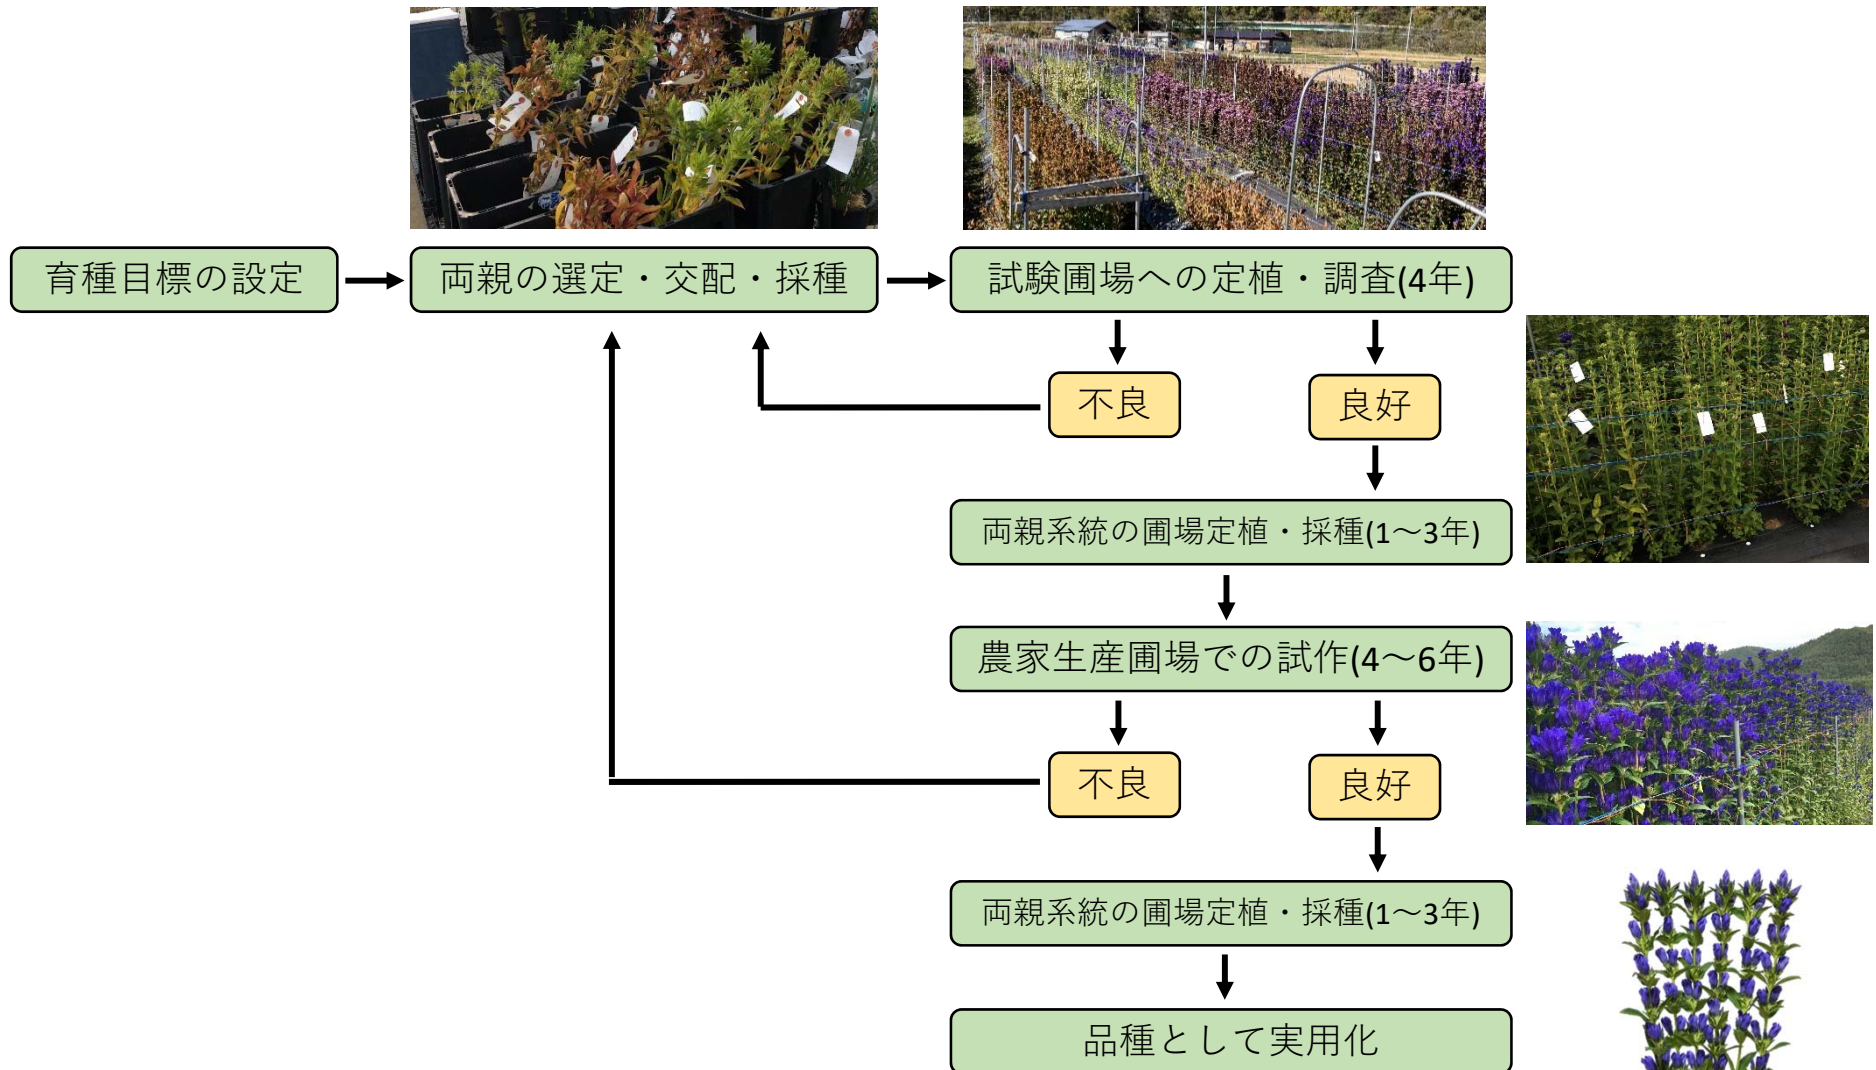 育種目標の設定
両親の選定・交配・採種
試験圃場への定植・調査(4年)
不良
良好
両親系統の圃場定植・採種(1～3年)
農家生産圃場での試作(4～6年)
不良
良好
両親系統の圃場定植・採種(1～3年)
品種として実用化